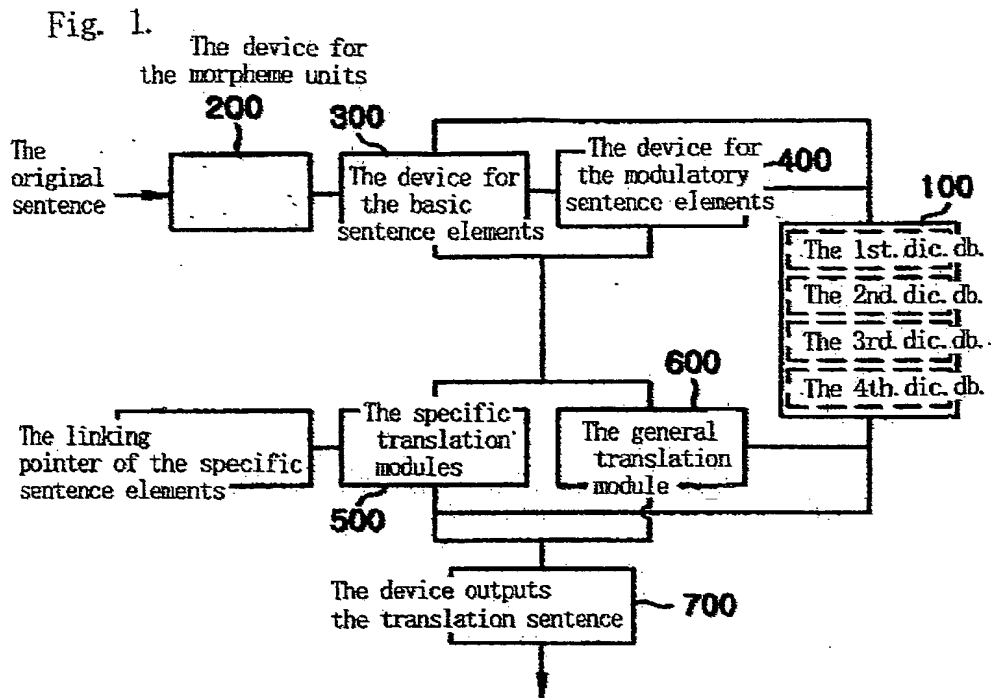 Fig. 1.
The device for
the morpheme units
200
300
The
original
sentence
The device for
the basic
sentence elements
The device for
the modulatory
sentence elements
400
100
The 1st. dic. db.
The 2nd. dic. db.
The 3rd. dic. db.
The 4th. dic. db.
The linking
pointer of the specific
sentence elements
The specific
translation
modules
500
600
The general
translation
module
The device outputs
the translation sentence
700